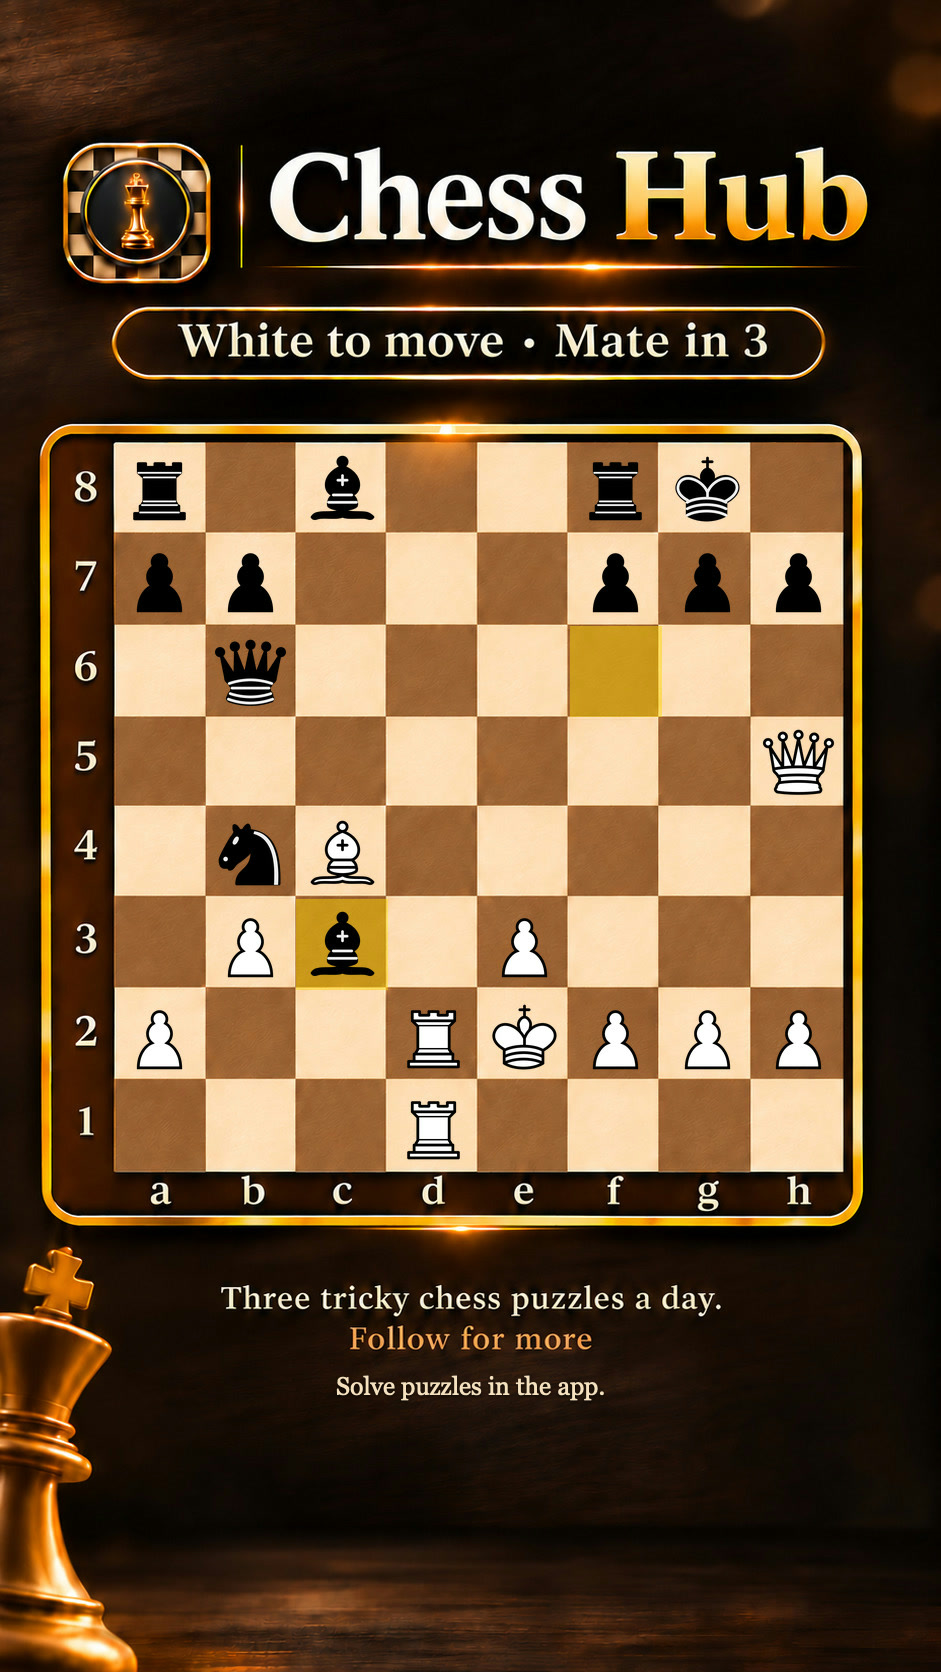 Chess Hub
White to move • Mate in 3
8
7
6
5
4
3
2
1
a b c d e f g h
Three tricky chess puzzles a day.
Follow for more
Solve puzzles in the app.